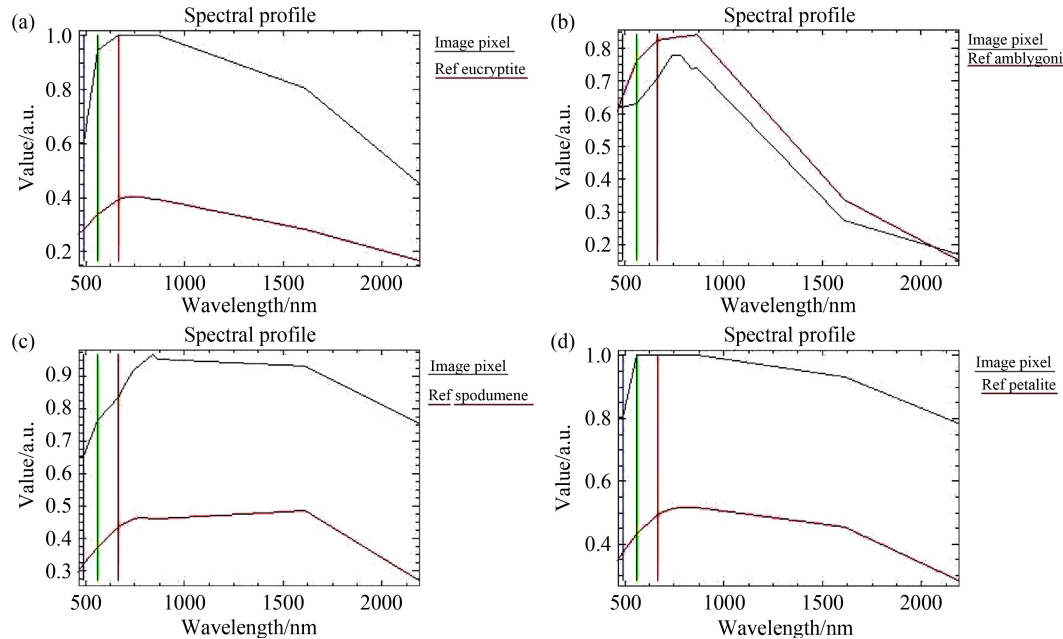 (a)
Spectral profile
Image pixel
Ref eucryptite
Value/a.u.
1.0
0.8
0.6
0.4
0.2
500 1000 1500 2000
Wavelength/nm
(b)
Spectral profile
Image pixel
Ref amblygoni
Value/a.u.
0.8
0.7
0.6
0.5
0.4
0.3
0.2
500 1000 1500 2000
Wavelength/nm
(c)
Spectral profile
Image pixel
Ref spodumene
Value/a.u.
0.9
0.8
0.7
0.6
0.5
0.4
0.3
500 1000 1500 2000
Wavelength/nm
(d)
Spectral profile
Image pixel
Ref petalite
Value/a.u.
1.0
0.8
0.6
0.4
500 1000 1500 2000
Wavelength/nm